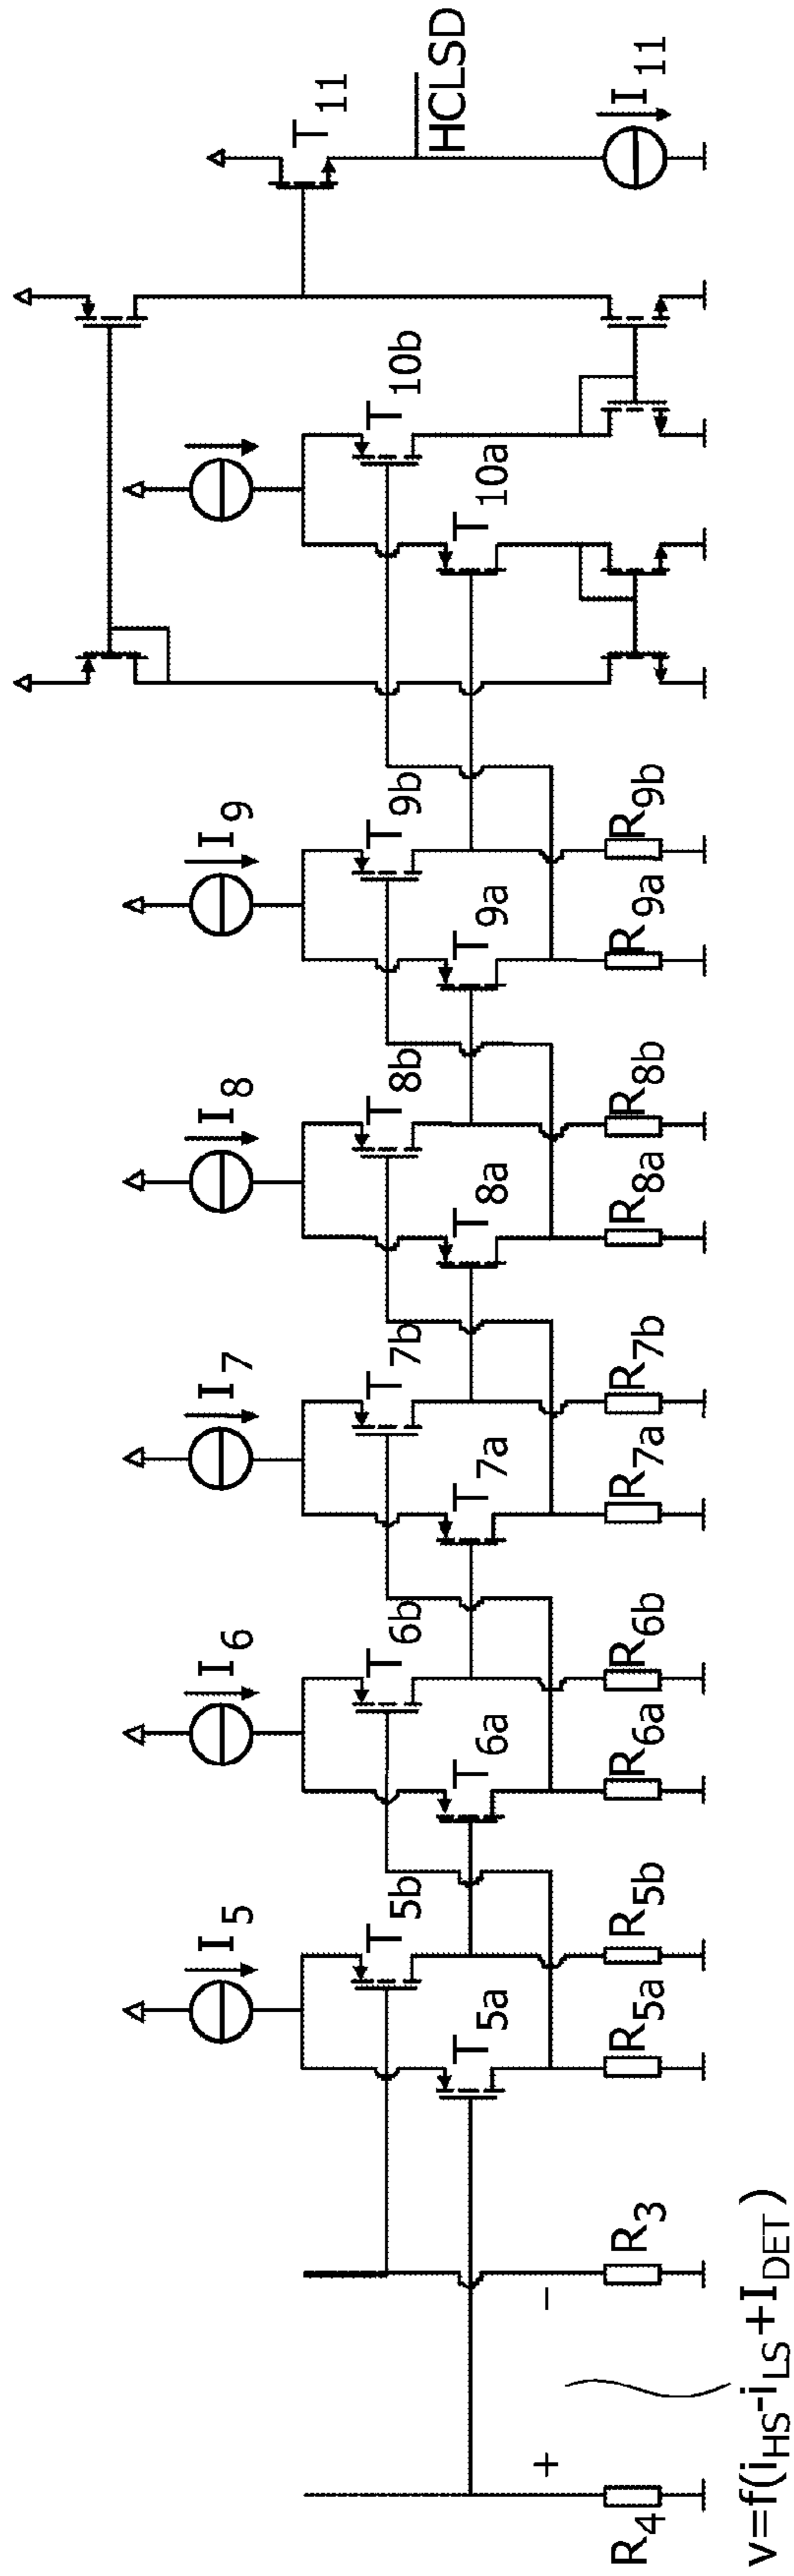 T11
HCLSD
I11
T10b
T10a
I9
T9b
T9a
R9b
R9a
I8
T8b
T8a
R8b
R8a
I7
T7b
T7a
R7b
R7a
I6
T6b
T6a
R6b
R6a
I5
T5b
T5a
R5b
R5a
R3
−
+
R4
v=f(iHS-iLS+IDET)